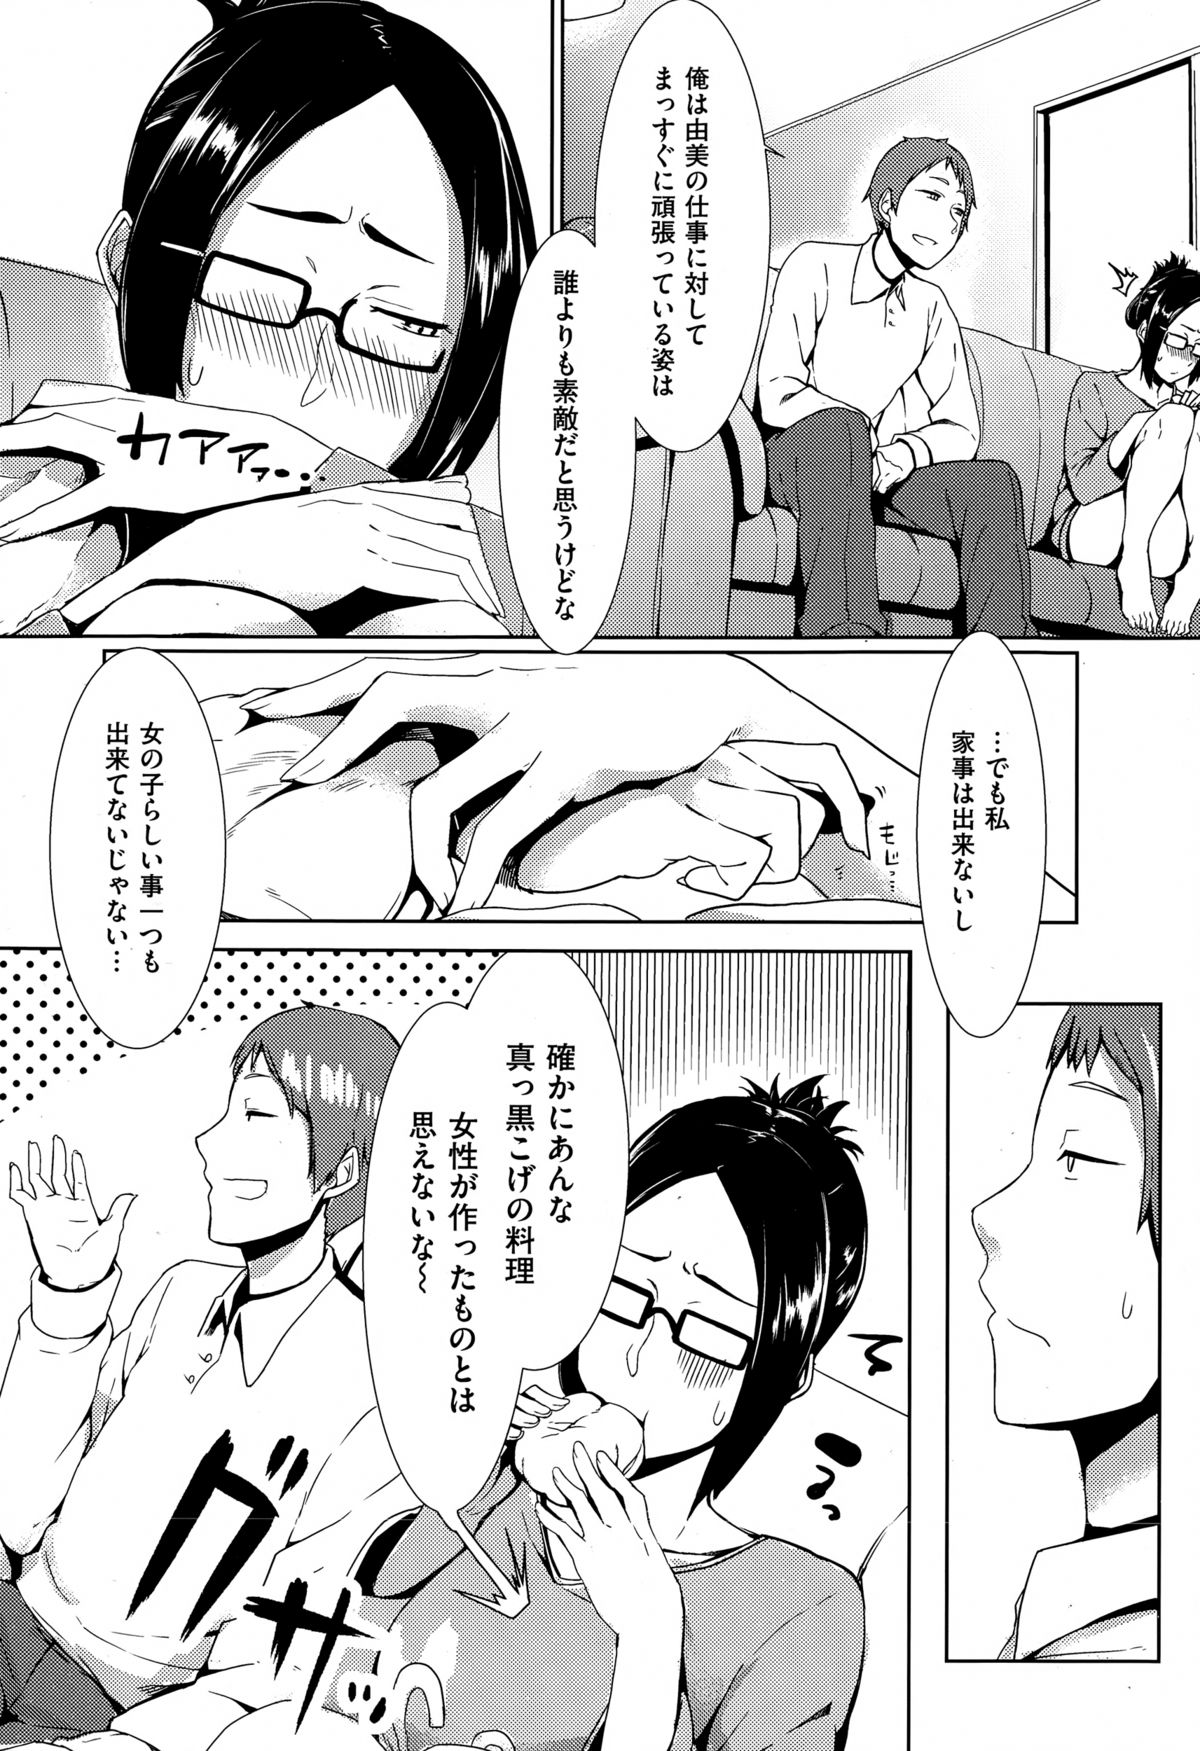 俺は由美の仕事に対して
まっすぐに頑張っている姿は
誰よりも素敵だと思うけどな
カアアァ…
…でも私
家事は出来ないし
モジっ…
女の子らしい事一つも
出来てないじゃない…
確かにあんな
真っ黒こげの料理
女性が作ったものとは
思えないな～
う
う
グサッ